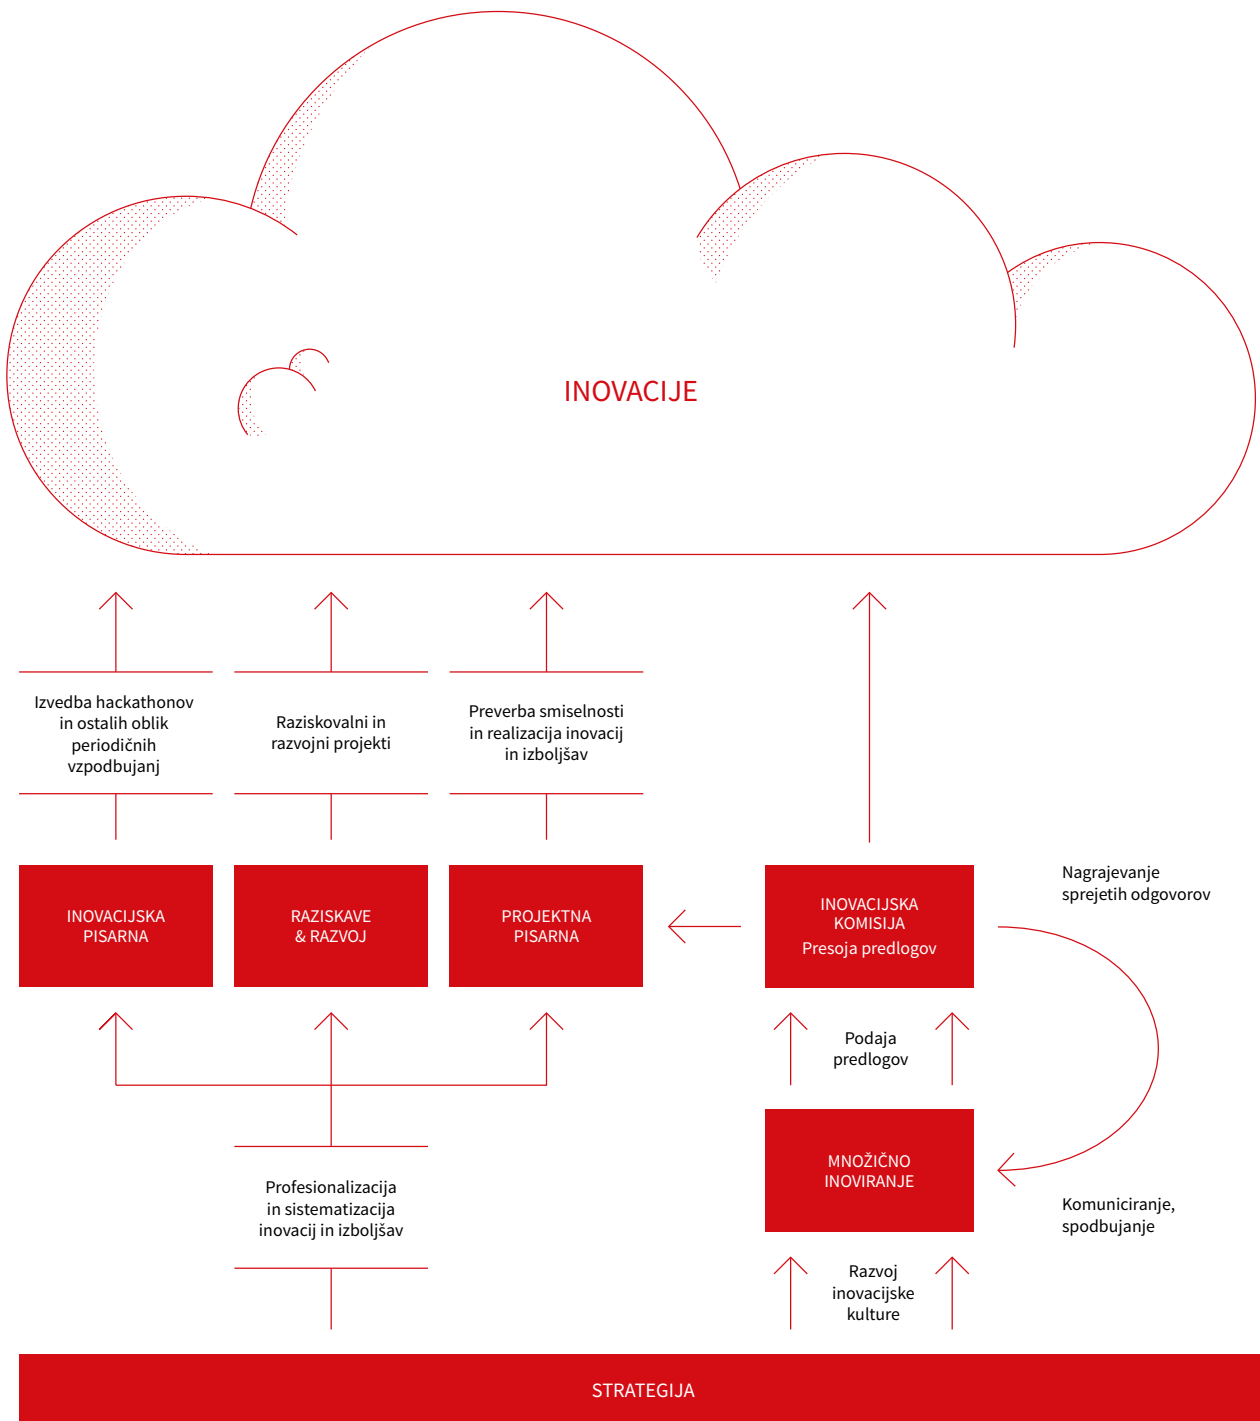 INOVACIJE
Izvedba hackathonov
in ostalih oblik
periodičnih
vzpodbujanj
Raziskovalni in
razvojni projekti
Preverba smiselnosti
in realizacija inovacij
in izboljšav
INOVACIJSKA
PISARNA
RAZISKAVE
& RAZVOJ
PROJEKTNA
PISARNA
INOVACIJSKA
KOMISIJA
Presoja predlogov
Nagrajevanje
sprejetih odgovorov
Podaja
predlogov
MNOŽIČNO
INOVIRANJE
Profesionalizacija
in sistematizacija
inovacij in izboljšav
Komuniciranje,
spodbujanje
Razvoj
inovacijske
kulture
STRATEGIJA